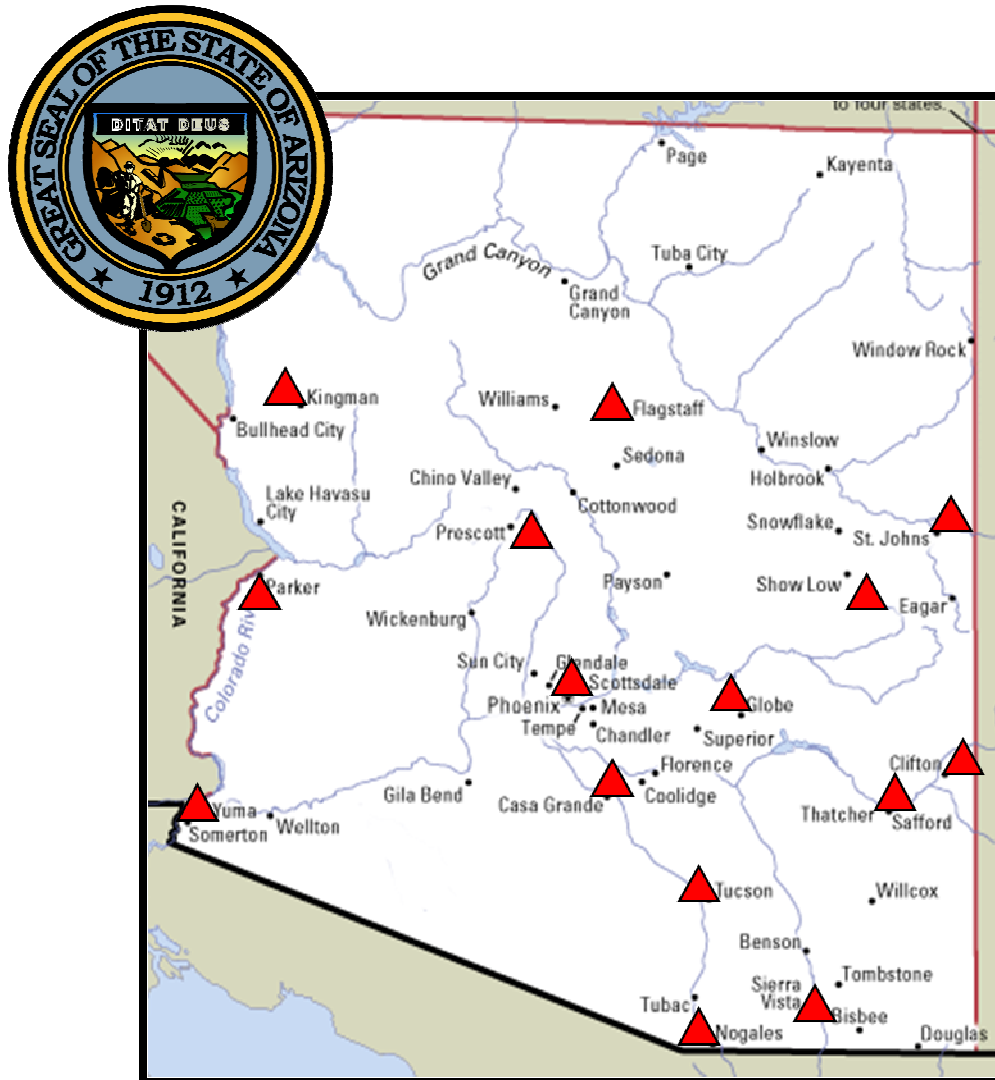 GREAT SEAL OF THE STATE OF ARIZONA
DITAT DEUS
1912
to four states.
Page
Kayenta
Tuba City
Grand Canyon
Grand
Canyon
Window Rock
Kingman
Williams
Flagstaff
Bullhead City
Winslow
Sedona
Holbrook
Chino Valley
Lake Havasu
City
Cottonwood
CALIFORNIA
Snowflake
Prescott
St. Johns
Parker
Payson
Show Low
Eagar
Wickenburg
Colorado Riv
Sun City
Glendale
Scottsdale
Phoenix
Mesa
Globe
Tempe
Chandler
Superior
Florence
Clifton
Gila Bend
Casa Grande
Coolidge
Yuma
Thatcher
Safford
Somerton
Wellton
Tucson
Willcox
Benson
Tombstone
Sierra
Vista
Tubac
Bisbee
Nogales
Douglas